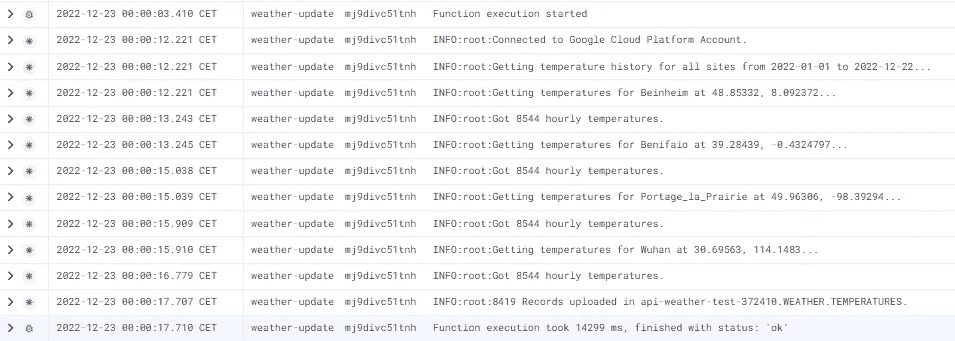 2022-12-23 00:00:03.410 CET weather-update mj9divc51tnh Function execution started
2022-12-23 00:00:12.221 CET weather-update mj9divc51tnh INFO:root:Connected to Google Cloud Platform Account.
2022-12-23 00:00:12.221 CET weather-update mj9divc51tnh INFO:root:Getting temperature history for all sites from 2022-01-01 to 2022-12-22...
2022-12-23 00:00:12.221 CET weather-update mj9divc51tnh INFO:root:Getting temperatures for Beinheim at 48.85332, 8.092372...
2022-12-23 00:00:13.243 CET weather-update mj9divc51tnh INFO:root:Got 8544 hourly temperatures.
2022-12-23 00:00:13.245 CET weather-update mj9divc51tnh INFO:root:Getting temperatures for Benifaio at 39.28439, -0.4324797...
2022-12-23 00:00:15.038 CET weather-update mj9divc51tnh INFO:root:Got 8544 hourly temperatures.
2022-12-23 00:00:15.039 CET weather-update mj9divc51tnh INFO:root:Getting temperatures for Portage_la_Prairie at 49.96306, -98.39294...
2022-12-23 00:00:15.909 CET weather-update mj9divc51tnh INFO:root:Got 8544 hourly temperatures.
2022-12-23 00:00:15.910 CET weather-update mj9divc51tnh INFO:root:Getting temperatures for Wuhan at 30.69563, 114.1483...
2022-12-23 00:00:16.779 CET weather-update mj9divc51tnh INFO:root:Got 8544 hourly temperatures.
2022-12-23 00:00:17.707 CET weather-update mj9divc51tnh INFO:root:8419 Records uploaded in api-weather-test-372410.WEATHER.TEMPERATURES.
2022-12-23 00:00:17.710 CET weather-update mj9divc51tnh Function execution took 14299 ms, finished with status: 'ok'